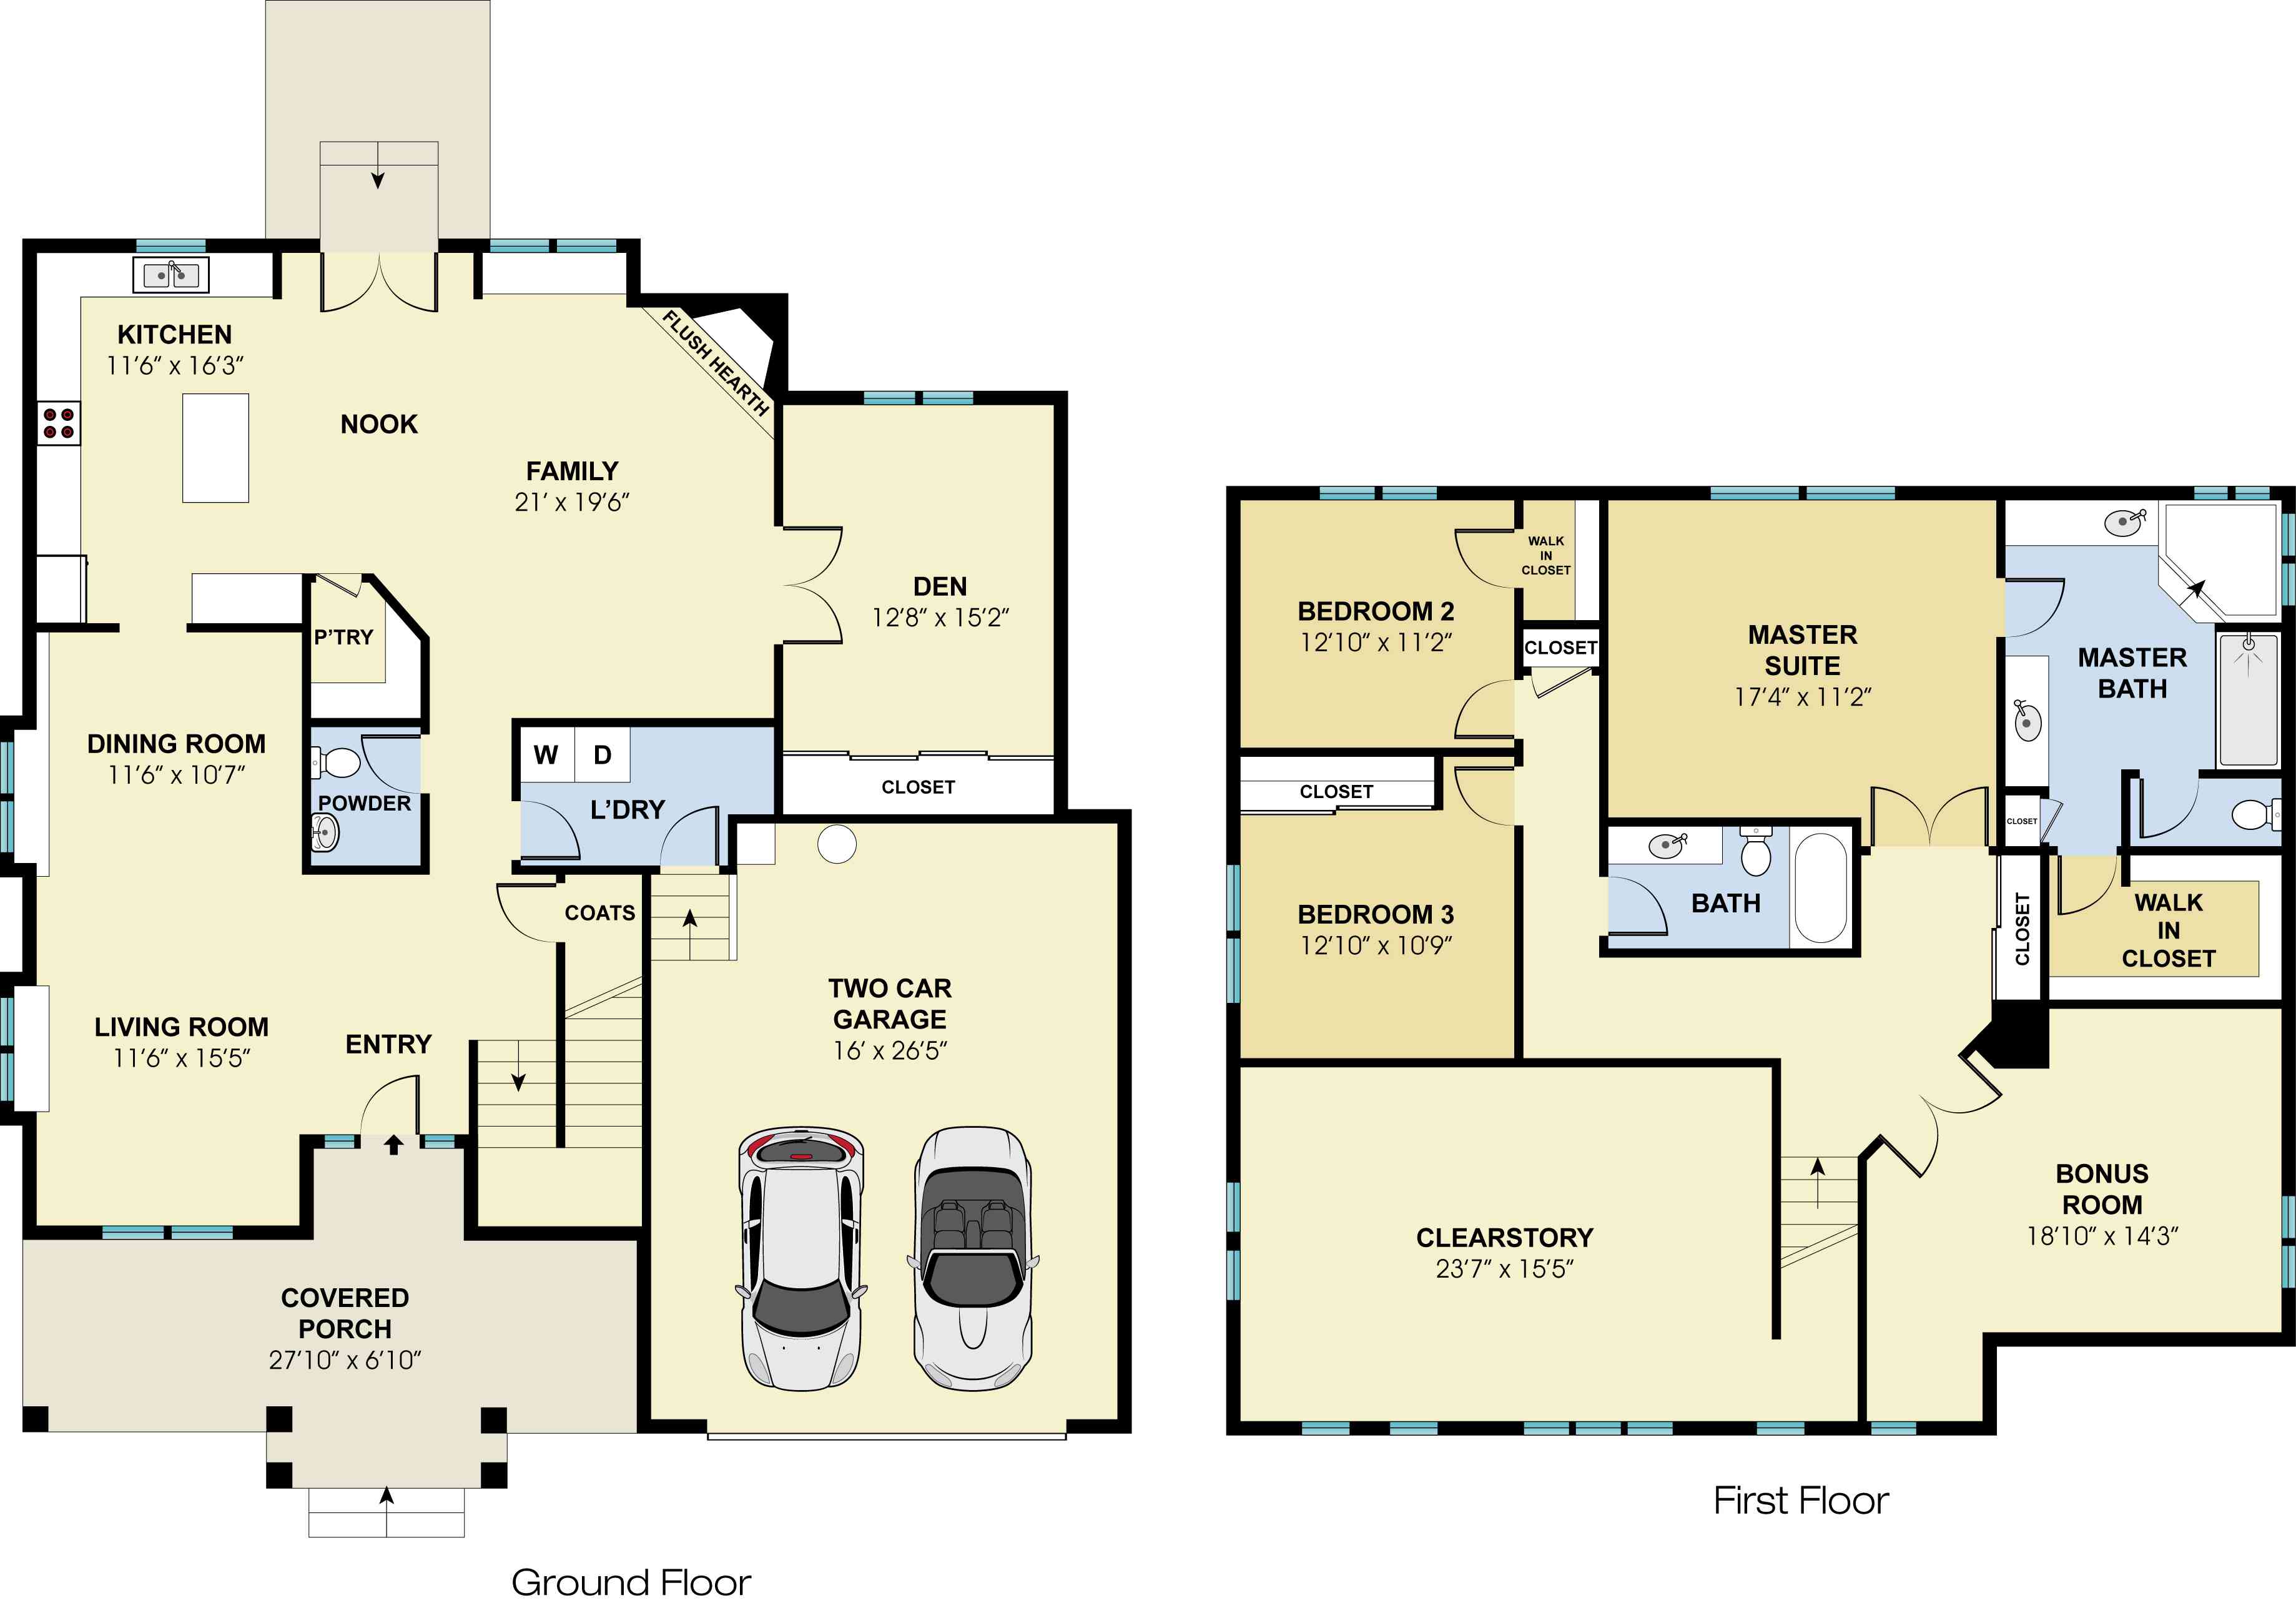 KITCHEN
11’6” x 16’3”
NOOK
FLUSH HEARTH
FAMILY
21’ x 19’6”
DEN
12’8” x 15’2”
P’TRY
DINING ROOM
11’6” x 10’7”
W
D
CLOSET
POWDER
L’DRY
COATS
LIVING ROOM
11’6” x 15’5”
ENTRY
TWO CAR
GARAGE
16’ x 26’5”
COVERED
PORCH
27’10” x 6’10”
Ground Floor
WALK
IN
CLOSET
BEDROOM 2
12’10” x 11’2”
CLOSET
MASTER
SUITE
17’4” x 11’2”
MASTER
BATH
CLOSET
CLOSET
BATH
BEDROOM 3
12’10” x 10’9”
CLOSET
WALK
IN
CLOSET
CLEARSTORY
23’7” x 15’5”
BONUS
ROOM
18’10” x 14’3”
First Floor